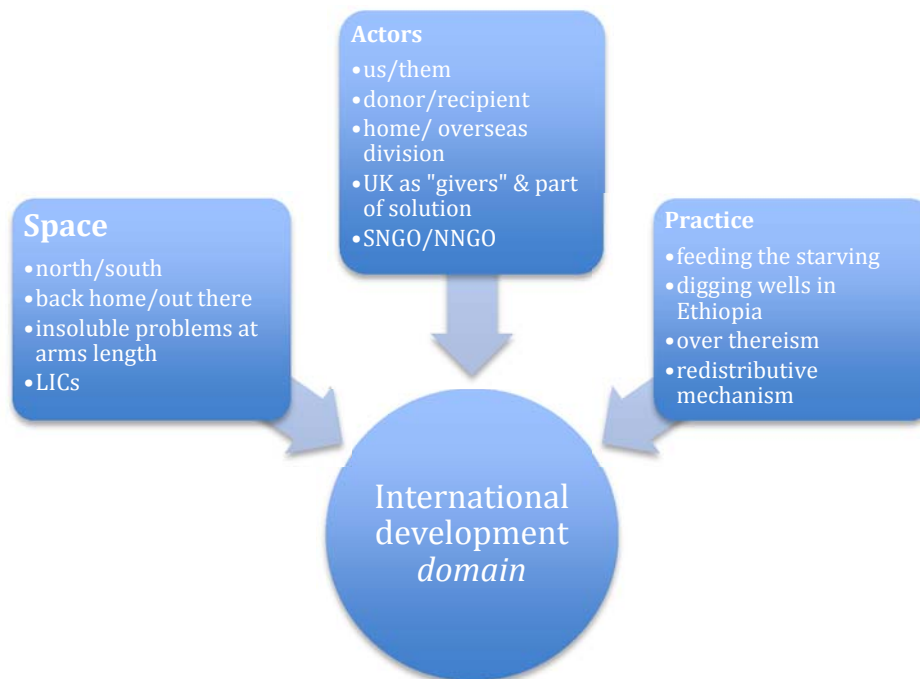 Actors
•us/them
•donor/recipient
•home/ overseas
division
•UK as "givers" & part
of solution
•SNGO/NNGO
Space
•north/south
•back home/out there
•insoluble problems at
arms length
•LICs
Practice
•feeding the starving
•digging wells in
Ethiopia
•over thereism
•redistributive
mechanism
International
development
domain